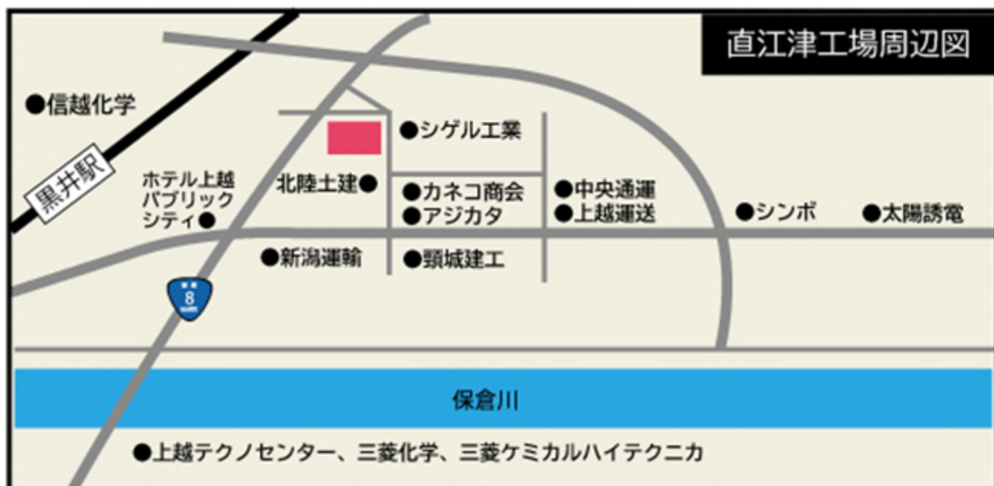 直江津工場周辺図
●信越化学
黒井駅
ホテル上越
パブリック
シティ●
北陸土建●
●シゲル工業
●カネコ商会
●アジカタ
●中央通運
●上越運送
●シンボ
●太陽誘電
●新潟運輸
●頸城建工
8
保倉川
●上越テクノセンター、三菱化学、三菱ケミカルハイテクニカ